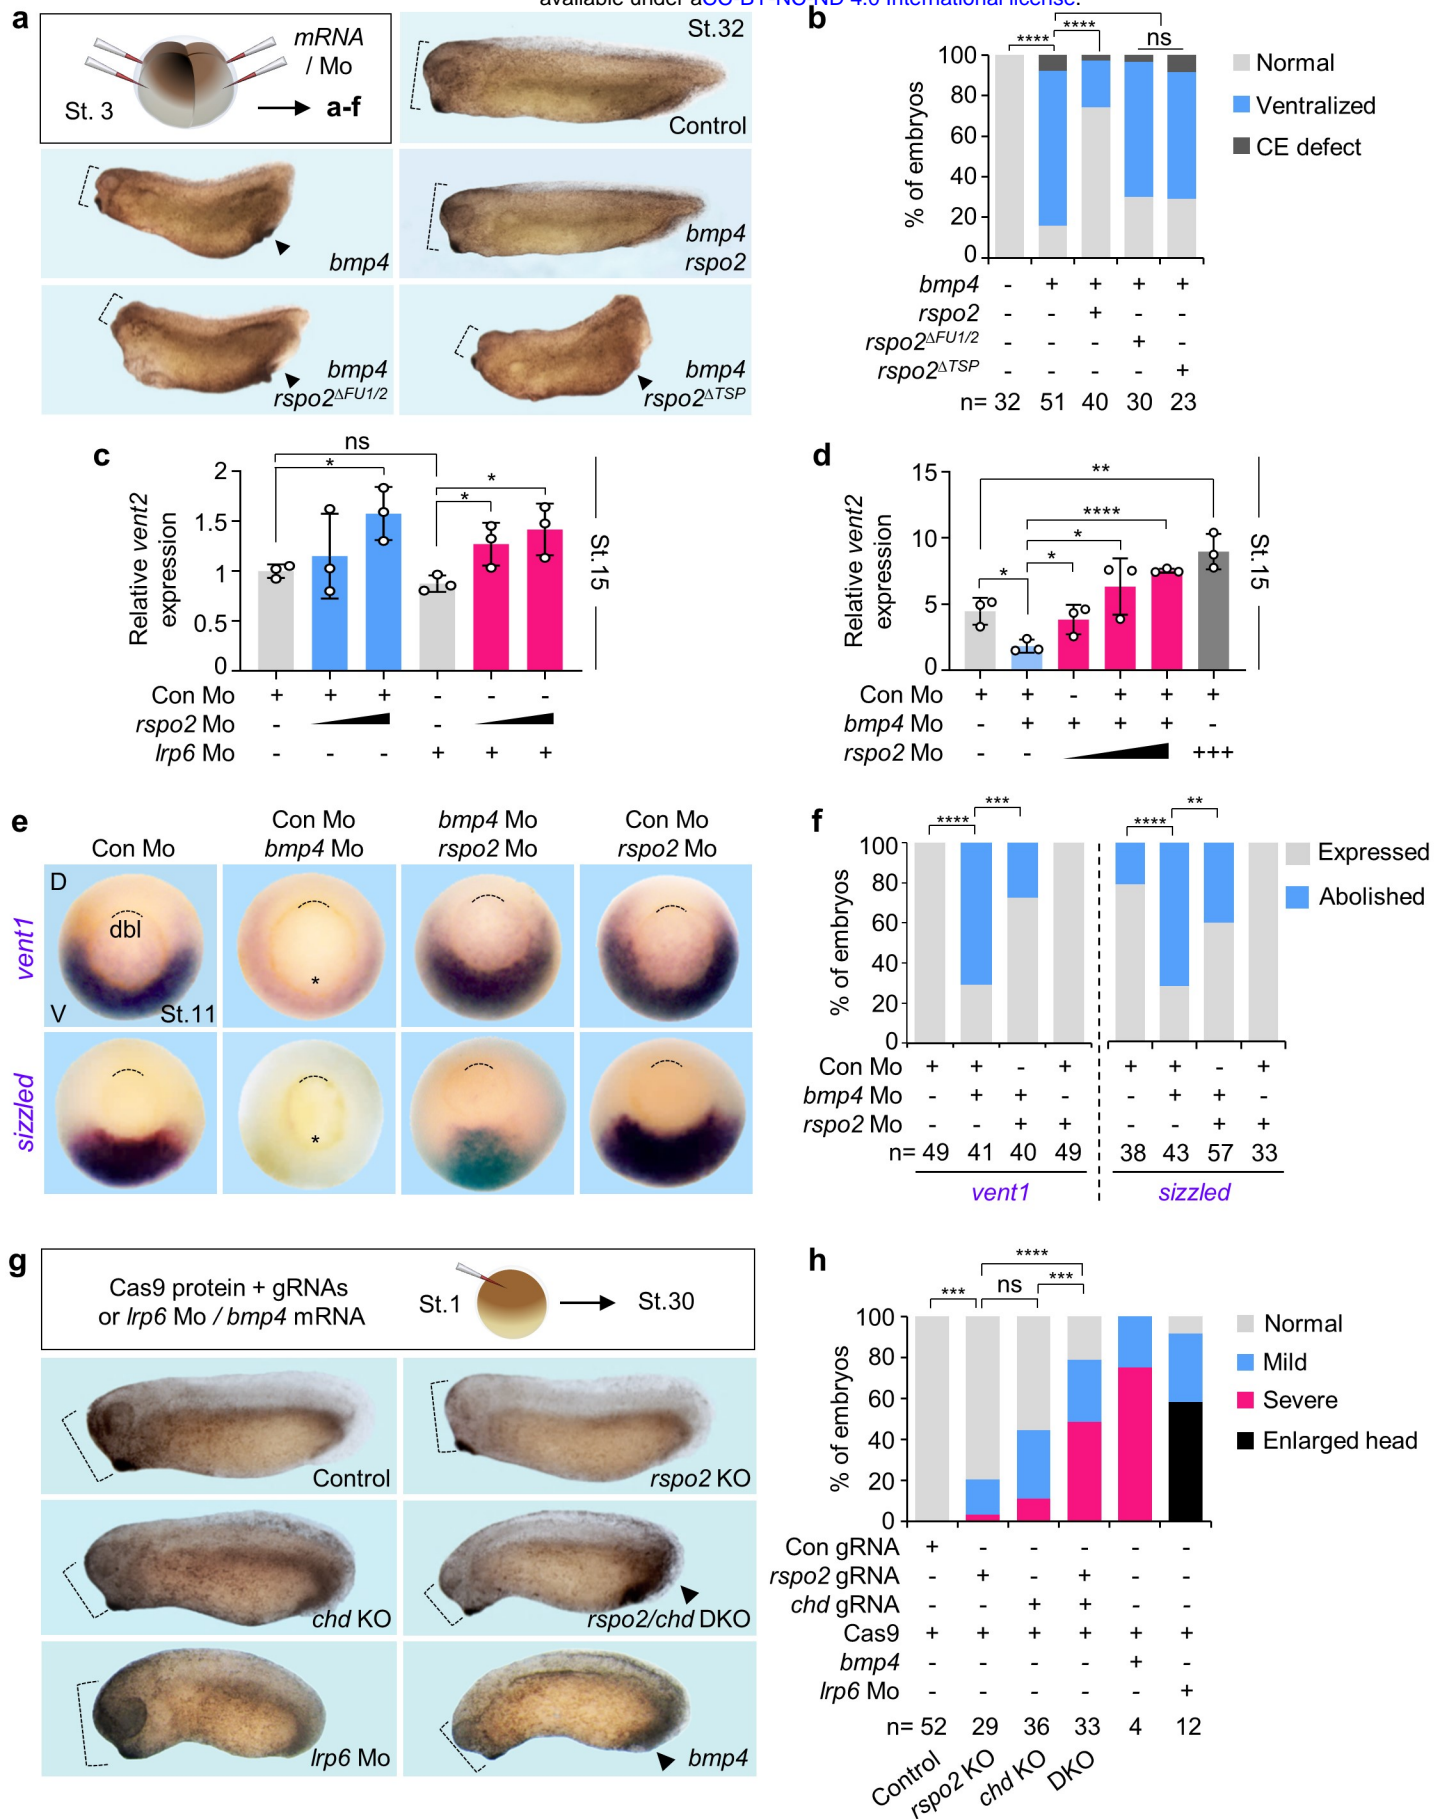 available under aCC-BY-NC-ND 4.0 International license.
a
mRNA
/ Mo
St. 3
a-f
St.32
Control
bmp4
bmp4
rspo2
bmp4
rspo2ΔFU1/2
bmp4
rspo2ΔTSP
b
**** **** ns
% of embryos
100
80
60
40
20
0
Normal
Ventralized
CE defect
bmp4 - + + + +
rspo2 - - + - -
rspo2ΔFU1/2 - - - + -
rspo2ΔTSP - - - - +
n= 32 51 40 30 23
c
ns
* * *
Relative vent2
expression
2
1.5
1
0.5
0
St.15
Con Mo + + + - - -
rspo2 Mo - -
lrp6 Mo - - - + + +
d
**
****
*
* *
Relative vent2
expression
15
10
5
0
St.15
Con Mo + + - + + +
bmp4 Mo - + + + + -
rspo2 Mo - - +++
e
Con Mo
Con Mo
bmp4 Mo
bmp4 Mo
rspo2 Mo
Con Mo
rspo2 Mo
vent1
D
dbl
V
St.11
*
sizzled
*
f
**** *** **** **
% of embryos
100
80
60
40
20
0
Expressed
Abolished
Con Mo + + - + + + - +
bmp4 Mo - + + - - + + -
rspo2 Mo - - + + - - + +
n= 49 41 40 49 38 43 57 33
vent1 sizzled
g
Cas9 protein + gRNAs
or lrp6 Mo / bmp4 mRNA
St.1
St.30
Control
rspo2 KO
chd KO
rspo2/chd DKO
lrp6 Mo
bmp4
h
****
*** ns ***
% of embryos
100
80
60
40
20
0
Normal
Mild
Severe
Enlarged head
Con gRNA + - - - - -
rspo2 gRNA - + - + - -
chd gRNA - - + + - -
Cas9 + + + + + +
bmp4 - - - - + -
lrp6 Mo - - - - - +
n= 52 29 36 33 4 12
Control
rspo2 KO
chd KO
DKO